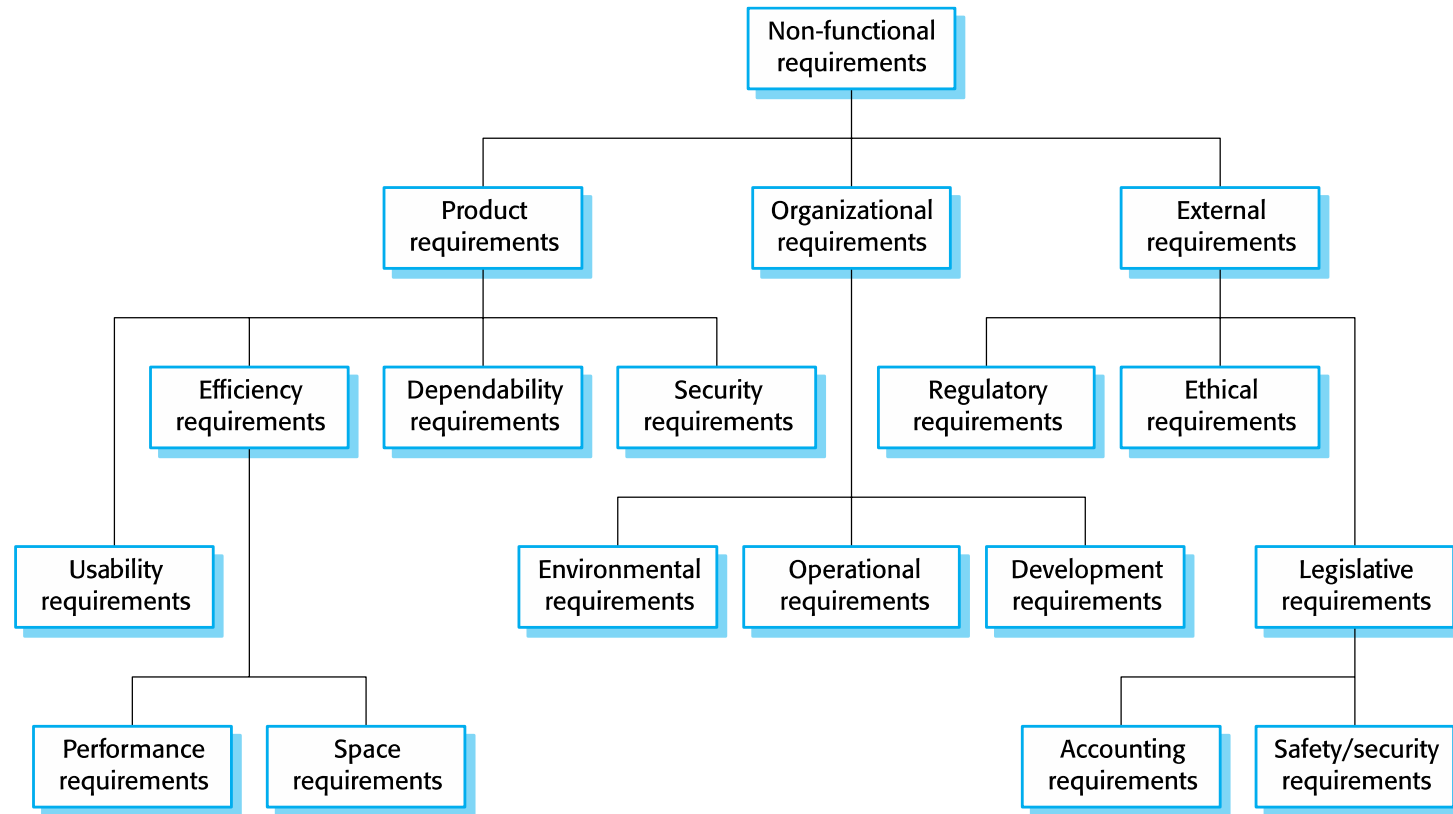 Non-functional
requirements
Product
requirements
Organizational
requirements
External
requirements
Efficiency
requirements
Dependability
requirements
Security
requirements
Regulatory
requirements
Ethical
requirements
Usability
requirements
Environmental
requirements
Operational
requirements
Development
requirements
Legislative
requirements
Performance
requirements
Space
requirements
Accounting
requirements
Safety/security
requirements